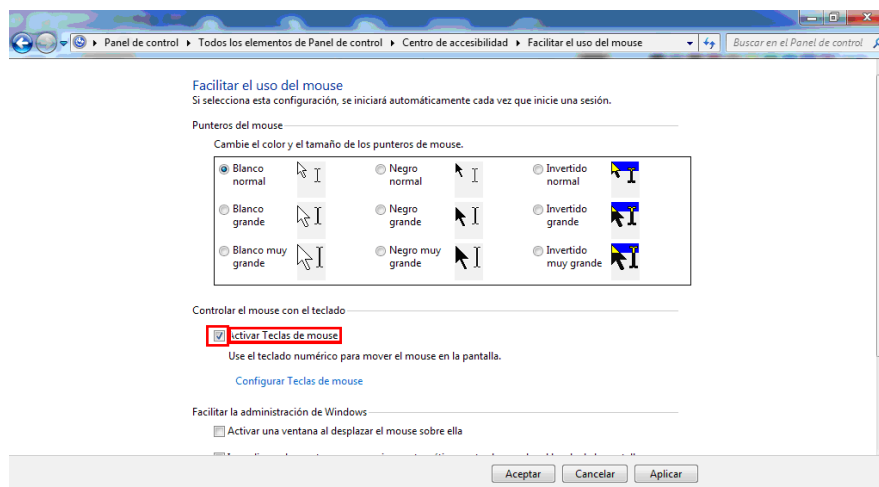 Panel de control ▸ Todos los elementos de Panel de control ▸ Centro de accesibilidad ▸ Facilitar el uso del mouse
Buscar en el Panel de control
Facilitar el uso del mouse
Si selecciona esta configuración, se iniciará automáticamente cada vez que inicie una sesión.
Punteros del mouse
Cambie el color y el tamaño de los punteros de mouse.
Blanco normal
Negro normal
Invertido normal
Blanco grande
Negro grande
Invertido grande
Blanco muy grande
Negro muy grande
Invertido muy grande
Controlar el mouse con el teclado
Activar Teclas de mouse
Use el teclado numérico para mover el mouse en la pantalla.
Configurar Teclas de mouse
Facilitar la administración de Windows
Activar una ventana al desplazar el mouse sobre ella
Aceptar
Cancelar
Aplicar